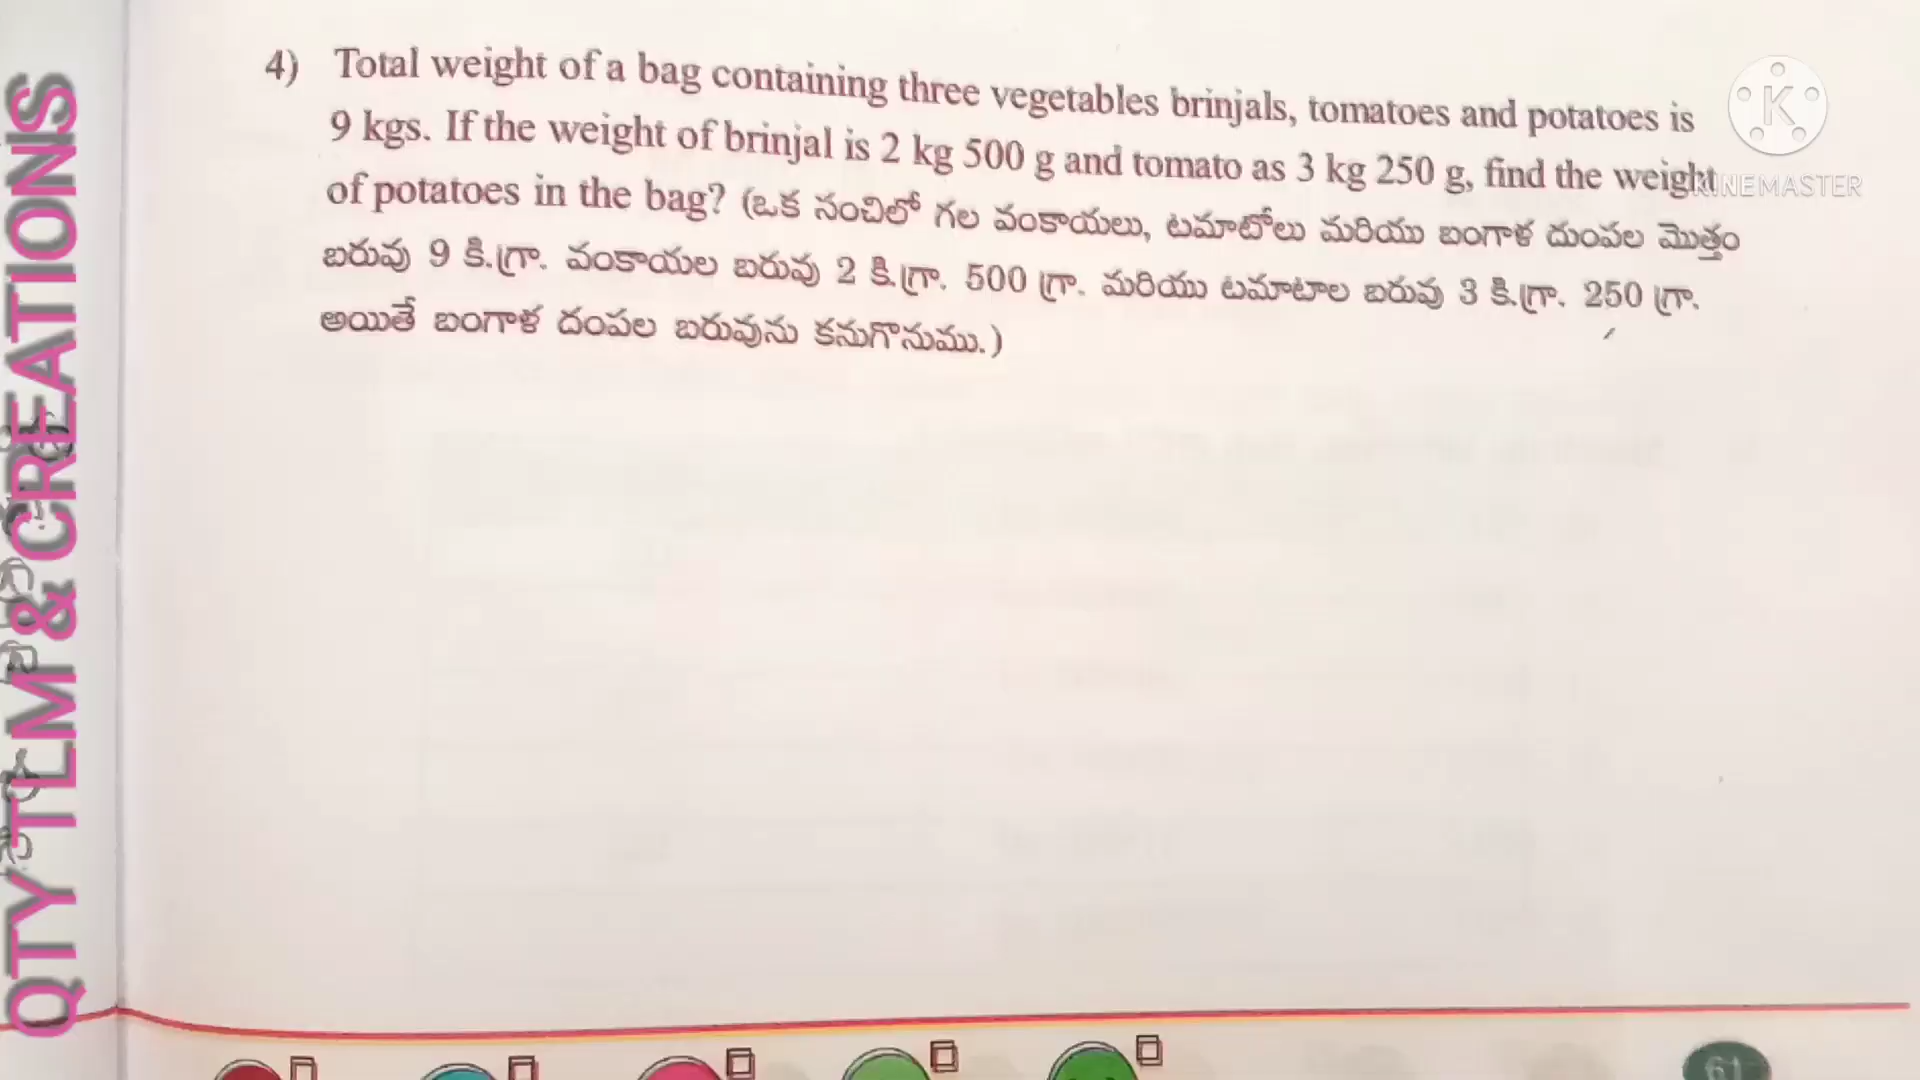 4) Total weight of a bag containing three vegetables brinjals, tomatoes and potatoes is
9 kgs. If the weight of brinjal is 2 kg 500 g and tomato as 3 kg 250 g, find the weight
of potatoes in the bag? (ఒక సంచిలో గల వంకాయలు, టమాటోలు మరియు బంగాళ దుంపల మొత్తం
బరువు 9 కి.గ్రా. వంకాయల బరువు 2 కి.గ్రా. 500 గ్రా. మరియు టమాటాల బరువు 3 కి.గ్రా. 250 గ్రా.
అయితే బంగాళ దంపల బరువును కనుగొనుము.)
K
KINEMASTER
QTY TLM & CREATIONS
61